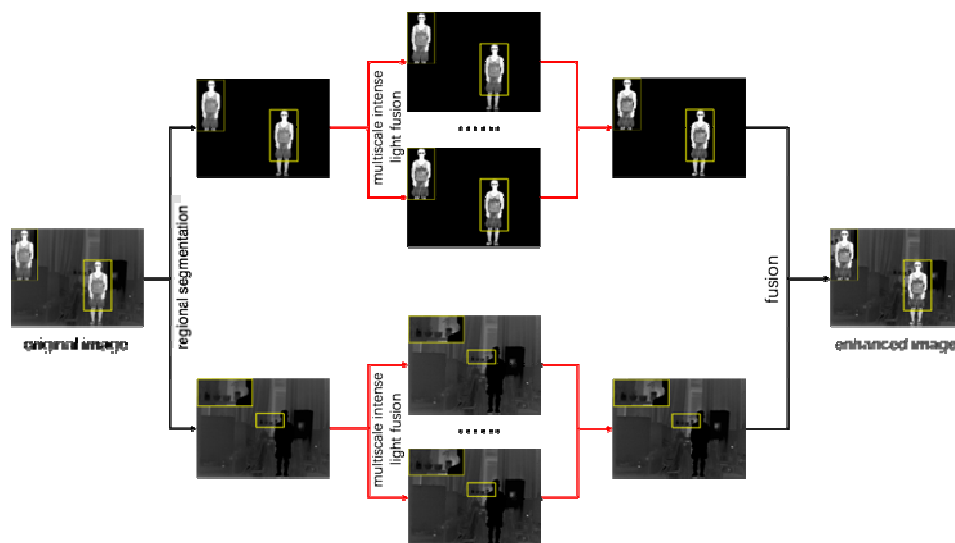 multiscale intense
light fusion
regional segmentation
original image
fusion
enhanced image
multiscale intense
light fusion